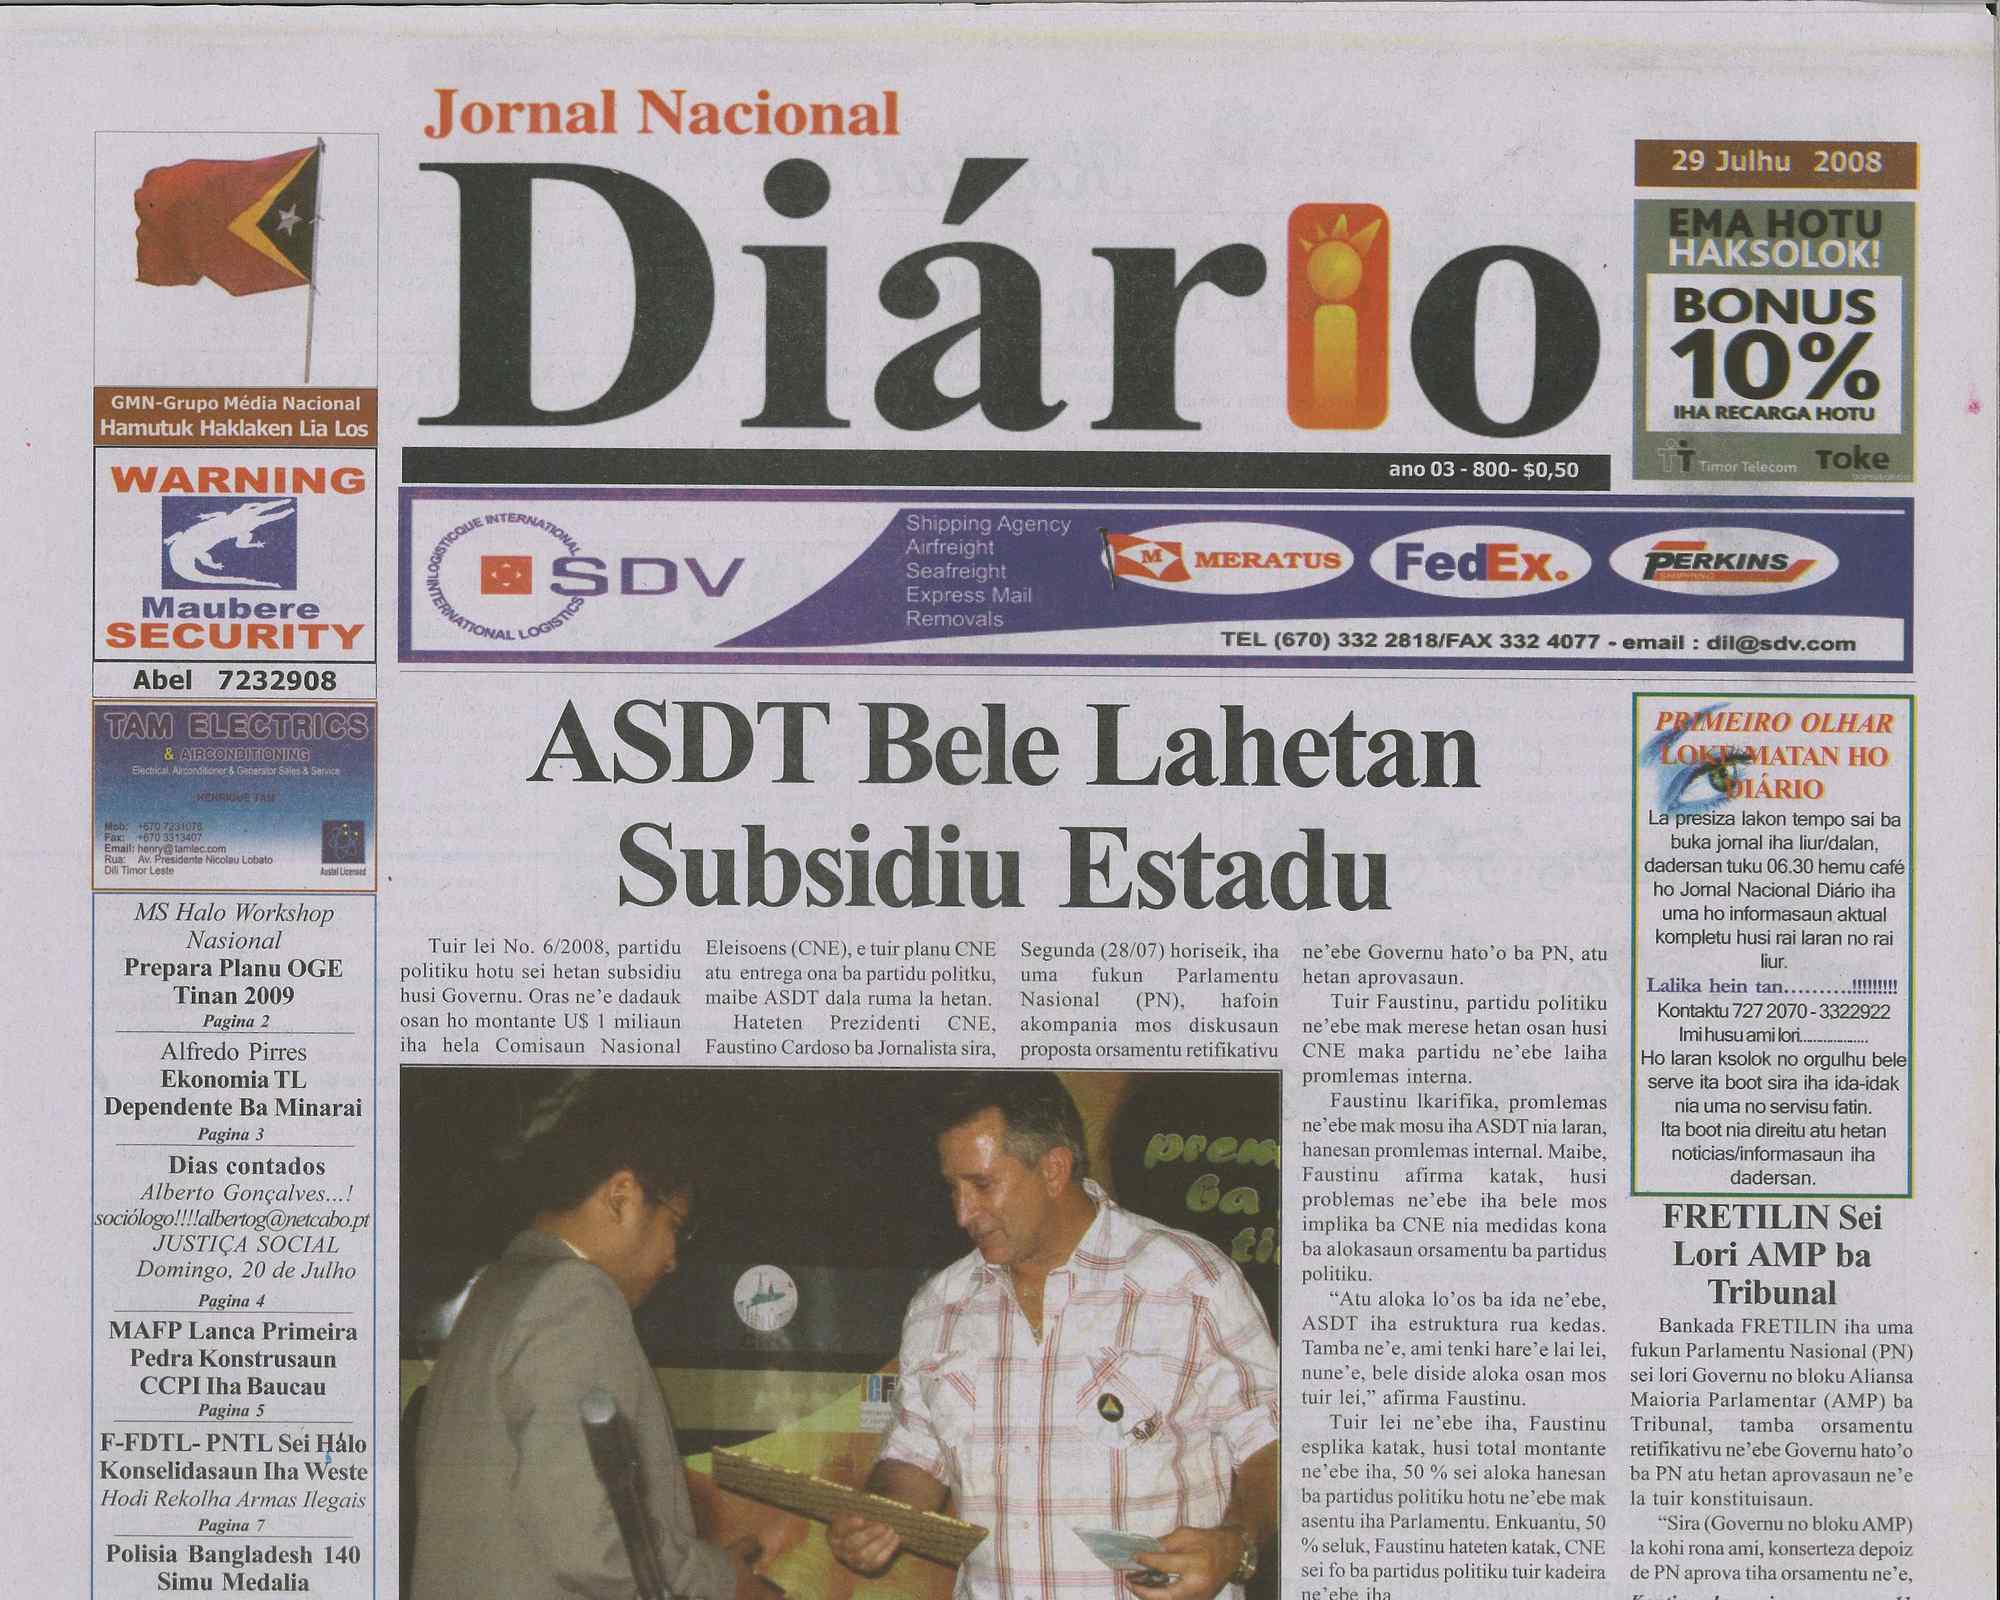 Jornal Nacional
Diário
29 Julhu 2008
EMA HOTU
HAKSOLOK!
BONUS
10%
IHA RECARGA HOTU
Timor Telecom
Toke
ano 03 - 800- $0,50
GMN-Grupo Média Nacional
Hamutuk Haklaken Lia Los
WARNING
Maubere
SECURITY
Abel 7232908
UNILOGISTICQUE INTERNATIONAL
INTERNATIONAL LOGISTICS
SDV
Shipping Agency
Airfreight
Seafreight
Express Mail
Removals
M
MERATUS
FedEx.
PERKINS
SHIPPING
TEL (670) 332 2818/FAX 332 4077 - email : dil@sdv.com
TAM ELECTRICS
& AIRCONDITIONING
Electrical, Airconditioner & Generator Sales & Service
HENRIQUE TAM
Mob: +670 7231076
Fax: +670 3313407
Email: henry@tamlec.com
Rua: Av. Presidente Nicolau Lobato
Dili Timor Leste
Austal Licensed
MS Halo Workshop
Nasional
Prepara Planu OGE
Tinan 2009
Pagina 2
Alfredo Pirres
Ekonomia TL
Dependente Ba Minarai
Pagina 3
Dias contados
Alberto Gonçalves...!
sociólogo!!!!albertog@netcabo.pt
JUSTIÇA SOCIAL
Domingo, 20 de Julho
Pagina 4
MAFP Lanca Primeira
Pedra Konstrusaun
CCPI Iha Baucau
Pagina 5
F-FDTL- PNTL Sei Hálo
Konselidasaun Iha Weste
Hodi Rekolha Armas Ilegais
Pagina 7
Polisia Bangladesh 140
Simu Medalia
ASDT Bele Lahetan
Subsidiu Estadu
Tuir lei No. 6/2008, partidu
politiku hotu sei hetan subsidiu
husi Governu. Oras ne'e dadauk
osan ho montante U$ 1 miliaun
iha hela Comisaun Nasional
Eleisoens (CNE), e tuir planu CNE
atu entrega ona ba partidu politku,
maibe ASDT dala ruma la hetan.
Hateten Prezidenti CNE,
Faustino Cardoso ba Jornalista sira,
Segunda (28/07) horiseik, iha
uma fukun Parlamentu
Nasional (PN), hafoin
akompania mos diskusaun
proposta orsamentu retifikativu
ne'ebe Governu hato'o ba PN, atu
hetan aprovasaun.
Tuir Faustinu, partidu politiku
ne'ebe mak merese hetan osan husi
CNE maka partidu ne'ebe laiha
promlemas interna.
Faustinu lkarifika, promlemas
ne'ebe mak mosu iha ASDT nia laran,
hanesan promlemas internal. Maibe,
Faustinu afirma katak, husi
problemas ne'ebe iha bele mos
implika ba CNE nia medidas kona
ba alokasaun orsamentu ba partidus
politiku.
“Atu aloka lo'os ba ida ne'ebe,
ASDT iha estruktura rua kedas.
Tamba ne'e, ami tenki hare'e lai lei,
nune'e, bele diside aloka osan mos
tuir lei,” afirma Faustinu.
Tuir lei ne'ebe iha, Faustinu
esplika katak, husi total montante
ne'ebe iha, 50 % sei aloka hanesan
ba partidus politiku hotu ne'ebe mak
asentu iha Parlamentu. Enkuantu, 50
% seluk, Faustinu hateten katak, CNE
sei fo ba partidus politiku tuir kadeira
ne'ebe iha
prem
ba
ti
PRIMEIRO OLHAR
LOKE MATAN HO
DIÁRIO
La presiza lakon tempo sai ba
buka jornal iha liur/dalan,
dadersan tuku 06.30 hemu café
ho Jornal Nacional Diário iha
uma ho informasaun aktual
kompletu husi rai laran no rai
liur.
Lalika hein tan..........!!!!!!!!!
Kontaktu 727 2070 - 3322922
Imi husu ami lori....................
Ho laran ksolok no orgulhu bele
serve ita boot sira iha ida-idak
nia uma no servisu fatin.
Ita boot nia direitu atu hetan
noticias/informasaun iha
dadersan.
FRETILIN Sei
Lori AMP ba
Tribunal
Bankada FRETILIN iha uma
fukun Parlamentu Nasional (PN)
sei lori Governu no bloku Aliansa
Maioria Parlamentar (AMP) ba
Tribunal, tamba orsamentu
retifikativu ne'ebe Governu hato'o
ba PN atu hetan aprovasaun ne'e
la tuir konstituisaun.
“Sira (Governu no bloku AMP)
la kohi rona ami, konserteza depoiz
de PN aprova tiha orsamentu ne'e,